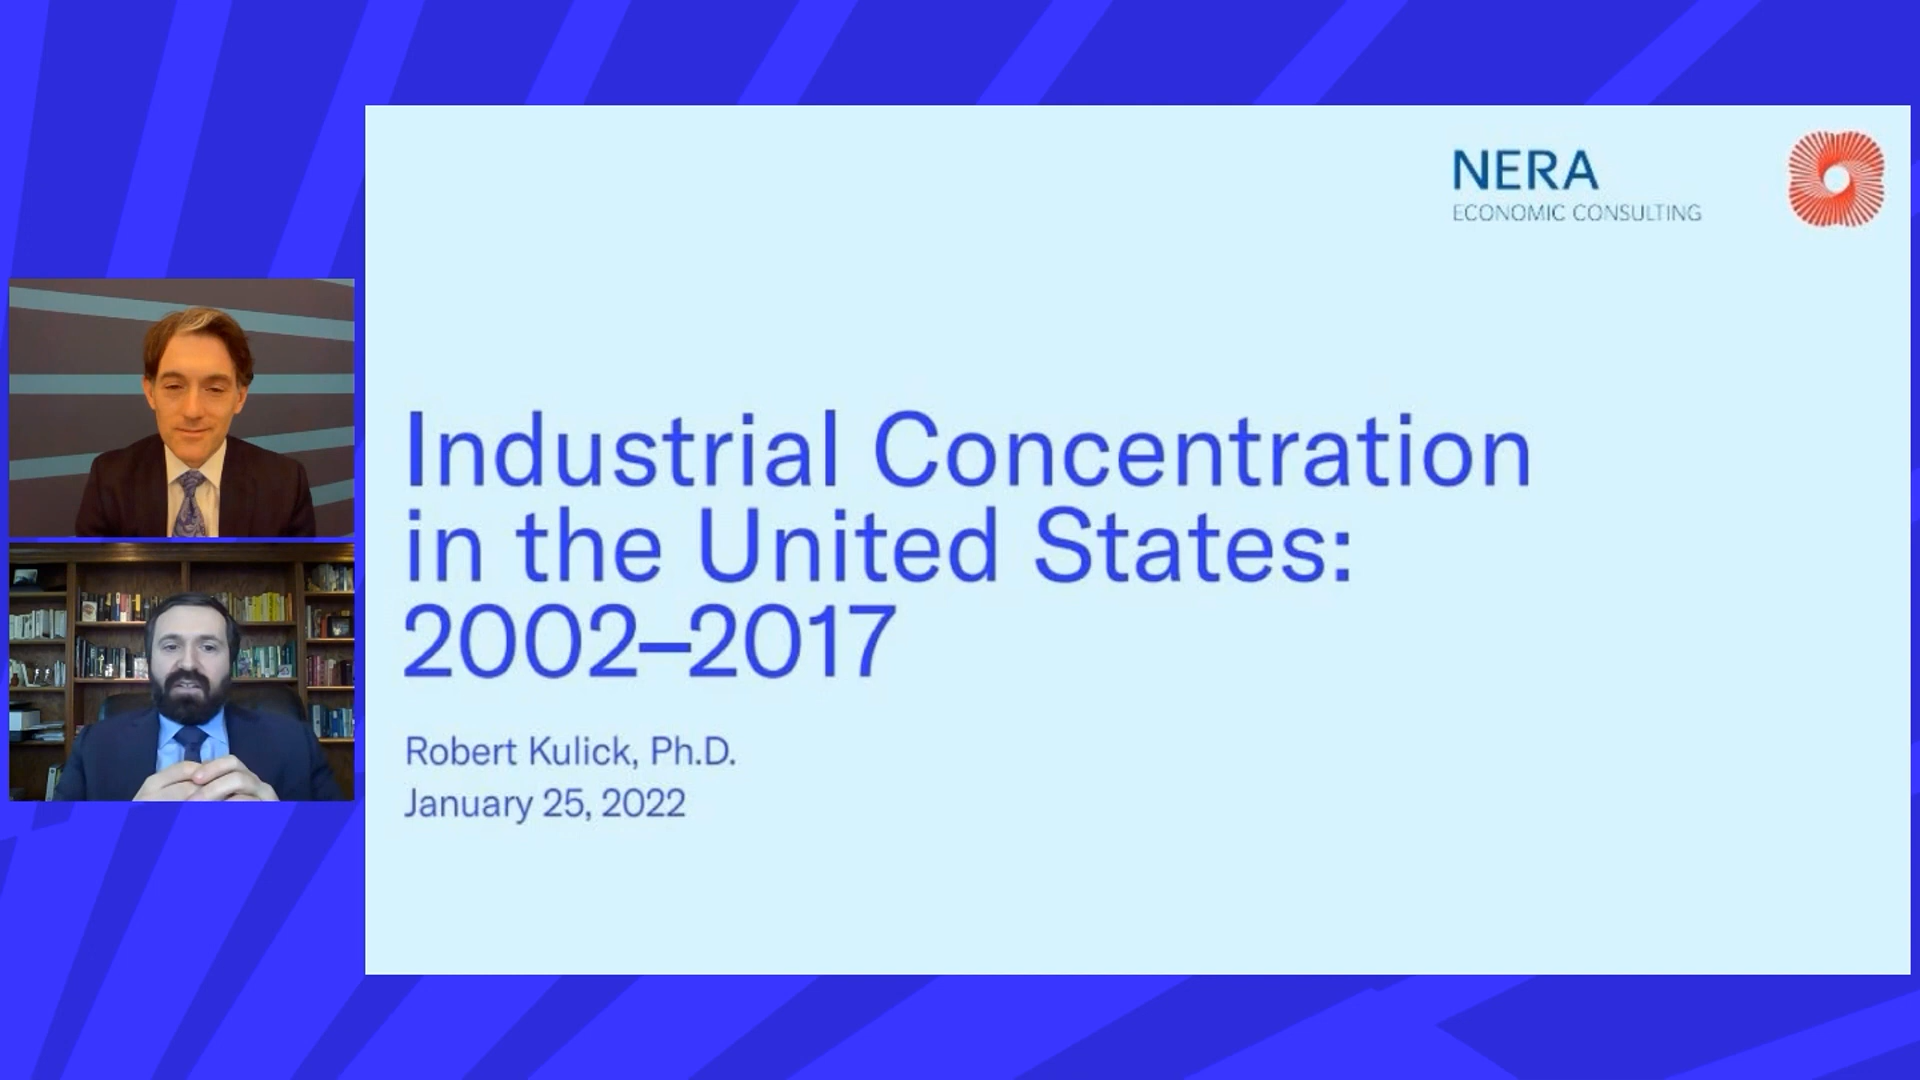 NERA
ECONOMIC CONSULTING
Industrial Concentration
in the United States:
2002–2017
Robert Kulick, Ph.D.
January 25, 2022